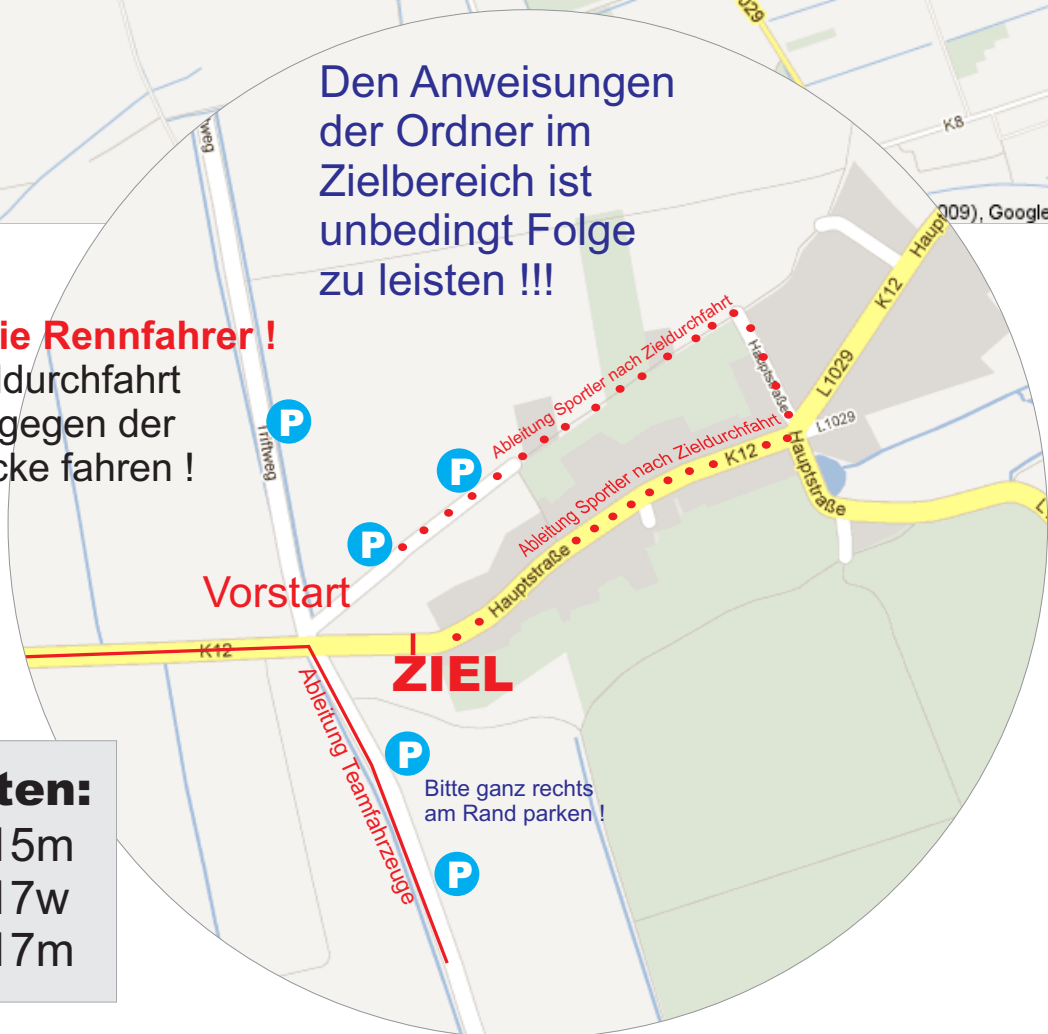 029
K8
009), Google
Den Anweisungen
der Ordner im
Zielbereich ist
unbedingt Folge
zu leisten !!!
ie Rennfahrer !
ldurchfahrt
gegen der
cke fahren !
weg
Triftweg
P
P
P
Haupt
K12
L1029
L1029
Hauptstraße
Hauptstraße
Ableitung Sportler nach Zieldurchfahrt
Ableitung Sportler nach Zieldurchfahrt
K12
Hauptstraße
Vorstart
K12
ZIEL
Ableitung Teamfahrzeuge
P
Bitte ganz rechts
am Rand parken !
P
ten:
15m
17w
17m